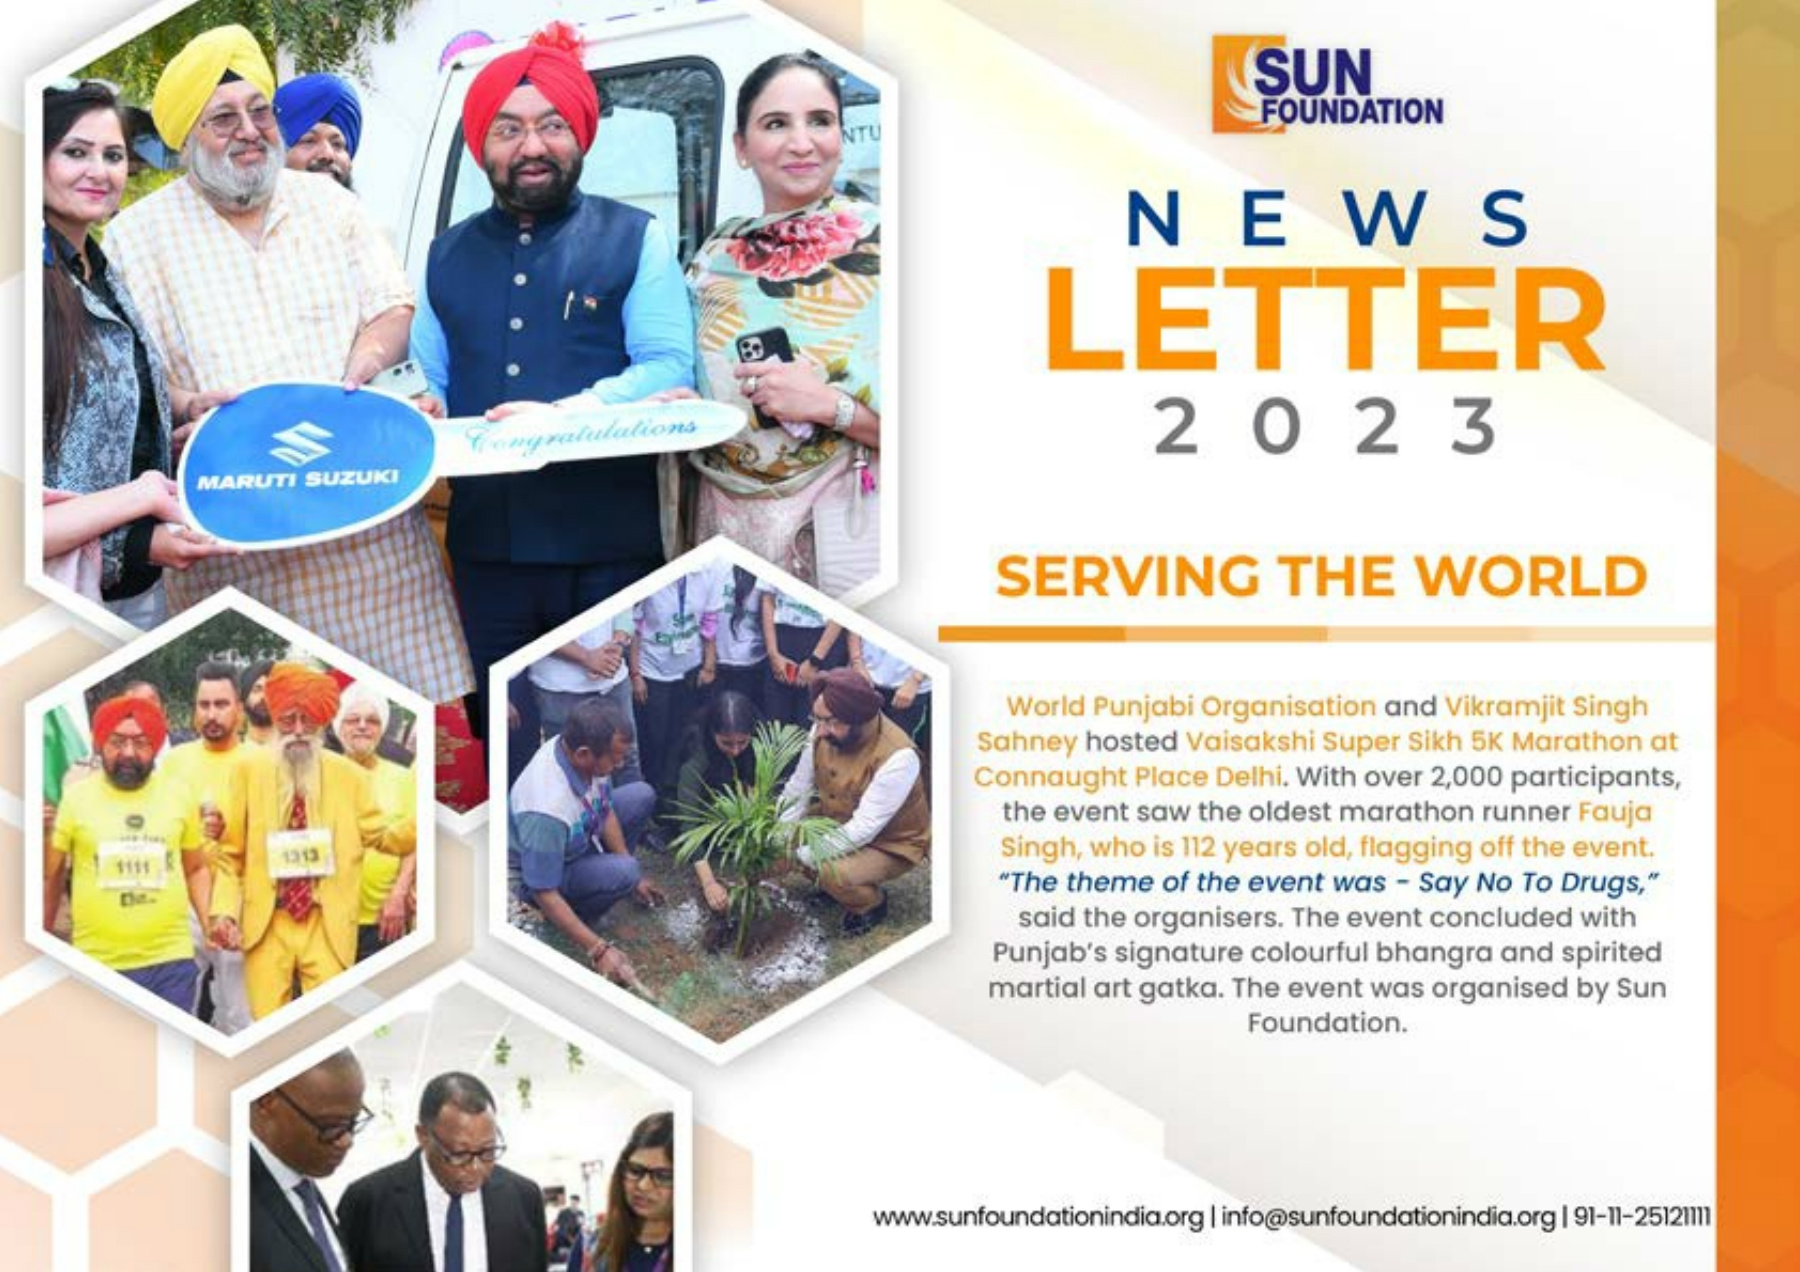 SUN
FOUNDATION
NEWS
LETTER
2023
SERVING THE WORLD
World Punjabi Organisation and Vikramjit Singh
Sahney hosted Vaisakshi Super Sikh 5K Marathon at
Connaught Place Delhi. With over 2,000 participants,
the event saw the oldest marathon runner Fauja
Singh, who is 112 years old, flagging off the event.
“The theme of the event was - Say No To Drugs,”
said the organisers. The event concluded with
Punjab’s signature colourful bhangra and spirited
martial art gatka. The event was organised by Sun
Foundation.
www.sunfoundationindia.org | info@sunfoundationindia.org | 91-11-25121111
NTU
Congratulations
MARUTI SUZUKI
1111
1313